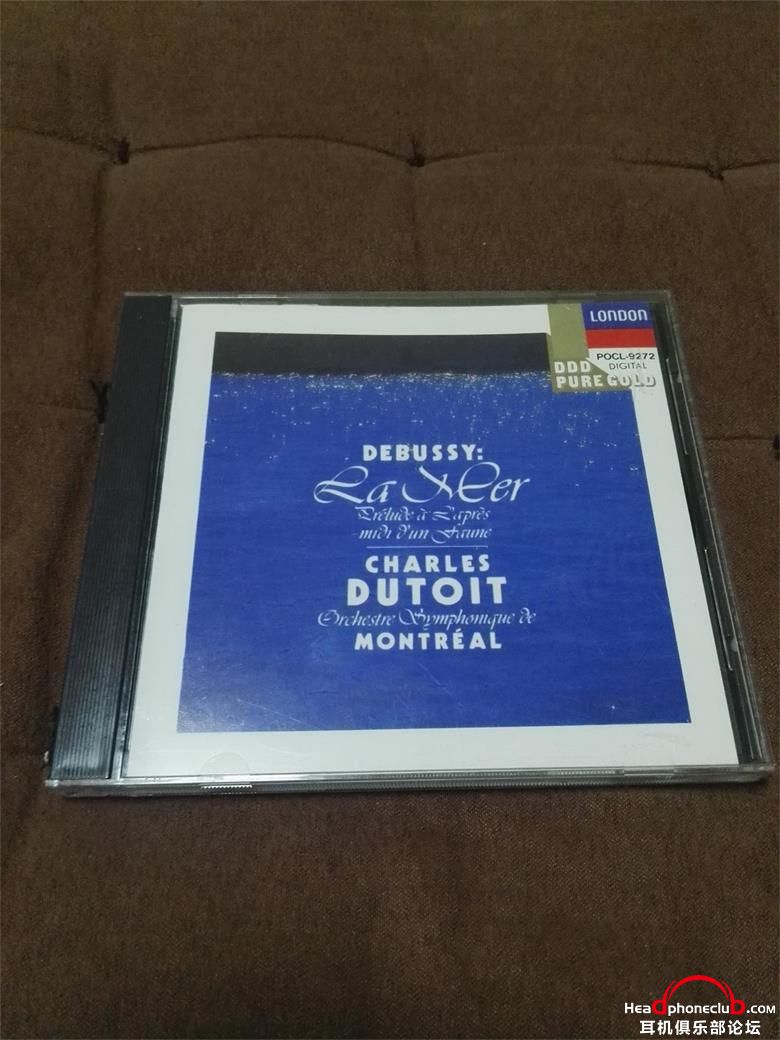 LONDON
POCL-9272
DIGITAL
DDD
PURE GOLD
DEBUSSY:
La Mer
Prélude à L'après
-midi d'un Faune
CHARLES
DUTOIT
Orchestre Symphonique de
MONTRÉAL
Headphoneclub.com
耳机俱乐部论坛